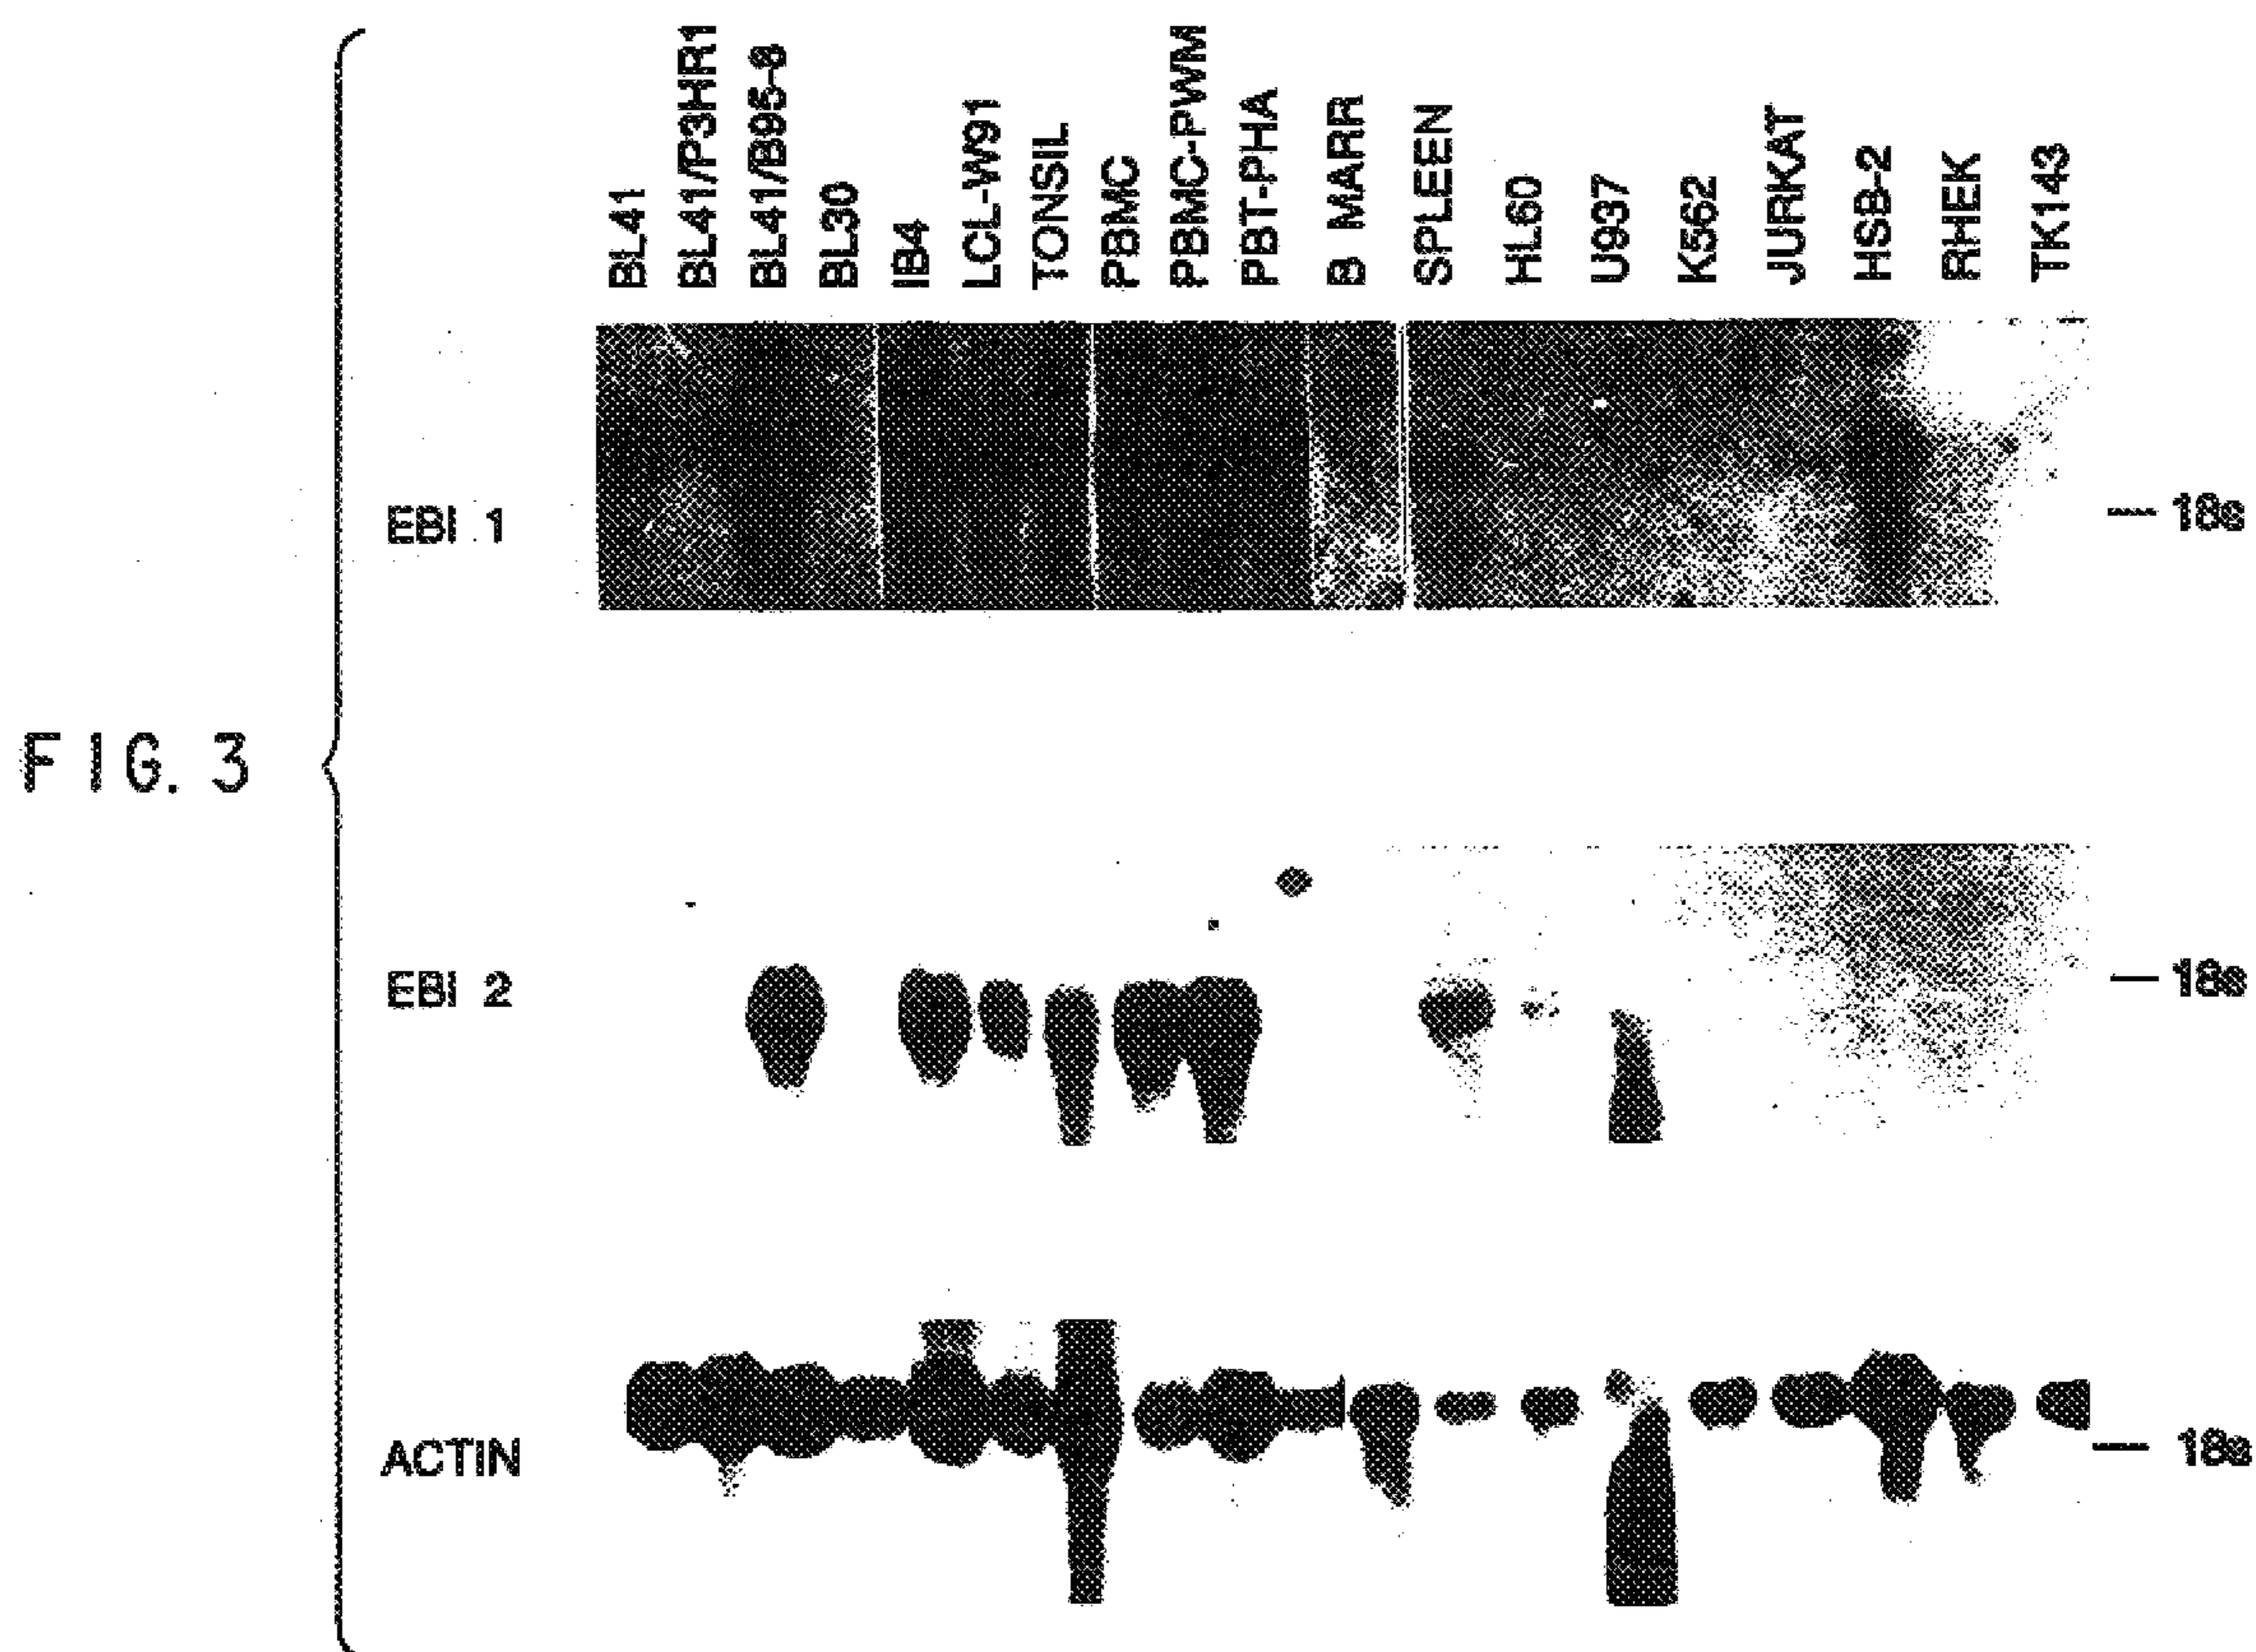 FIG. 3
BL41
BL41/P3HR1
BL41/B95-8
BL30
IB4
LCL-W91
TONSIL
PBMC
PBMC-PWM
PBT-PHA
B MARR
SPLEEN
HL60
U937
K562
JURKAT
HSB-2
RHEK
TK143
EBI 1
18s
EBI 2
18s
ACTIN
18s